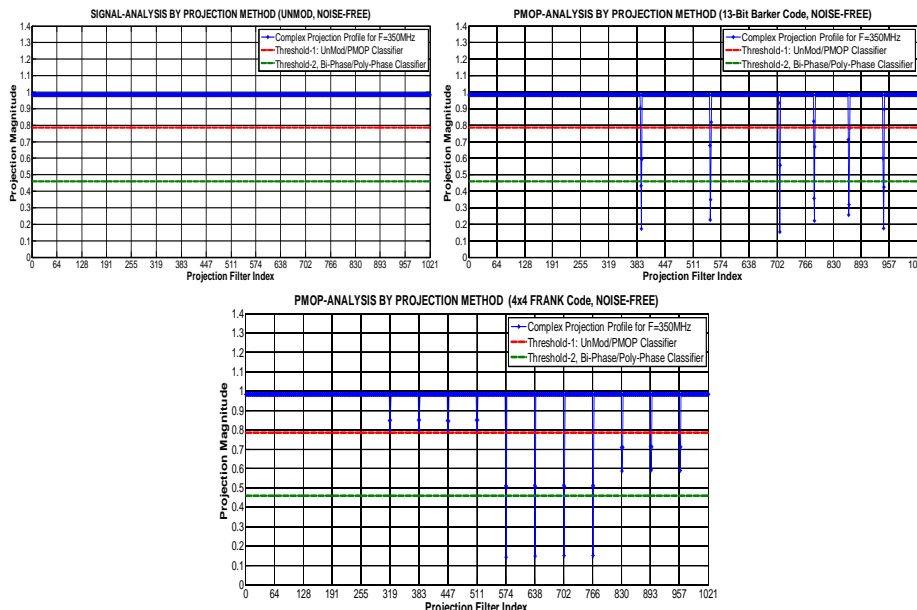 SIGNAL-ANALYSIS BY PROJECTION METHOD (UNMOD, NOISE-FREE)
Complex Projection Profile for F=350MHz
Threshold-1: UnMod/PMOP Classifier
Threshold-2, Bi-Phase/Poly-Phase Classifier
Projection Magnitude
1.4
1.3
1.2
1.1
1
0.9
0.8
0.7
0.6
0.5
0.4
0.3
0.2
0.1
0
0 64 128 191 255 319 383 447 511 574 638 702 766 830 893 957 1021
Projection Filter Index
PMOP-ANALYSIS BY PROJECTION METHOD (13-Bit Barker Code, NOISE-FREE)
Complex Projection Profile for F=350MHz
Threshold-1: UnMod/PMOP Classifier
Threshold-2, Bi-Phase/Poly-Phase Classifier
Projection Magnitude
1.4
1.3
1.2
1.1
1
0.9
0.8
0.7
0.6
0.5
0.4
0.3
0.2
0.1
0
0 64 128 191 255 319 383 447 511 574 638 702 766 830 893 957
Projection Filter Index
PMOP-ANALYSIS BY PROJECTION METHOD (4x4 FRANK Code, NOISE-FREE)
Complex Projection Profile for F=350MHz
Threshold-1: UnMod/PMOP Classifier
Threshold-2, Bi-Phase/Poly-Phase Classifier
Projection Magnitude
1.4
1.3
1.2
1.1
1
0.9
0.8
0.7
0.6
0.5
0.4
0.3
0.2
0.1
0
0 64 128 191 255 319 383 447 511 574 638 702 766 830 893 957 1021
Projection Filter Index